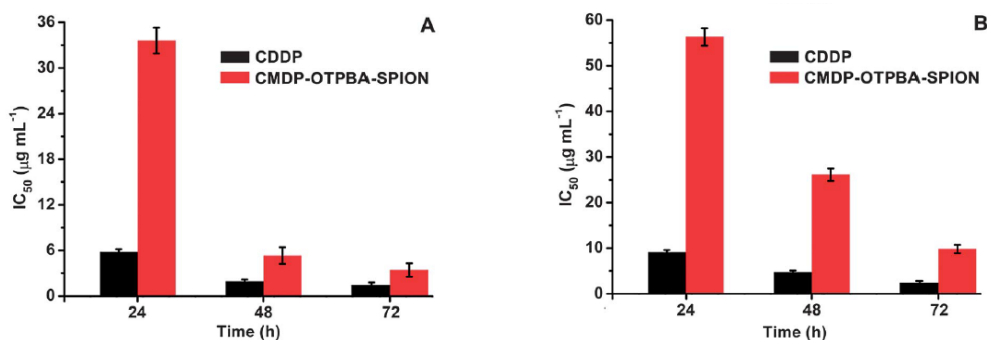 A
CDDP
CMDP-OTPBA-SPION
IC50 (μg mL-1)
36
30
24
18
12
6
0
24 48 72
Time (h)
B
CDDP
CMDP-OTPBA-SPION
IC50 (μg mL-1)
60
50
40
30
20
10
0
24 48 72
Time (h)